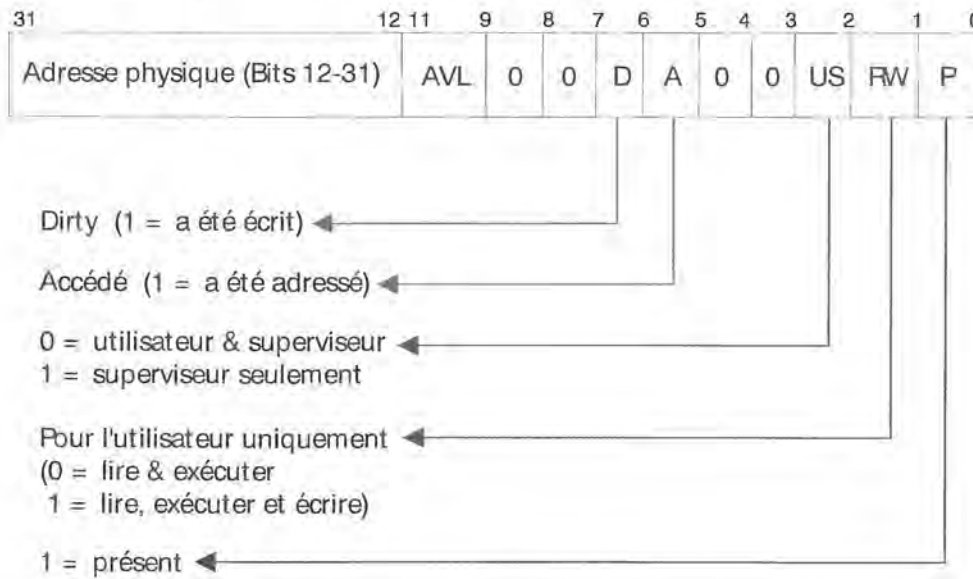 31 12 11 9 8 7 6 5 4 3 2 1 0
Adresse physique (Bits 12-31) AVL 0 0 D A 0 0 US RW P
Dirty (1 = a été écrit)
Accédé (1 = a été adressé)
0 = utilisateur & superviseur
1 = superviseur seulement
Pour l'utilisateur uniquement
(0 = lire & exécuter
1 = lire, exécuter et écrire)
1 = présent